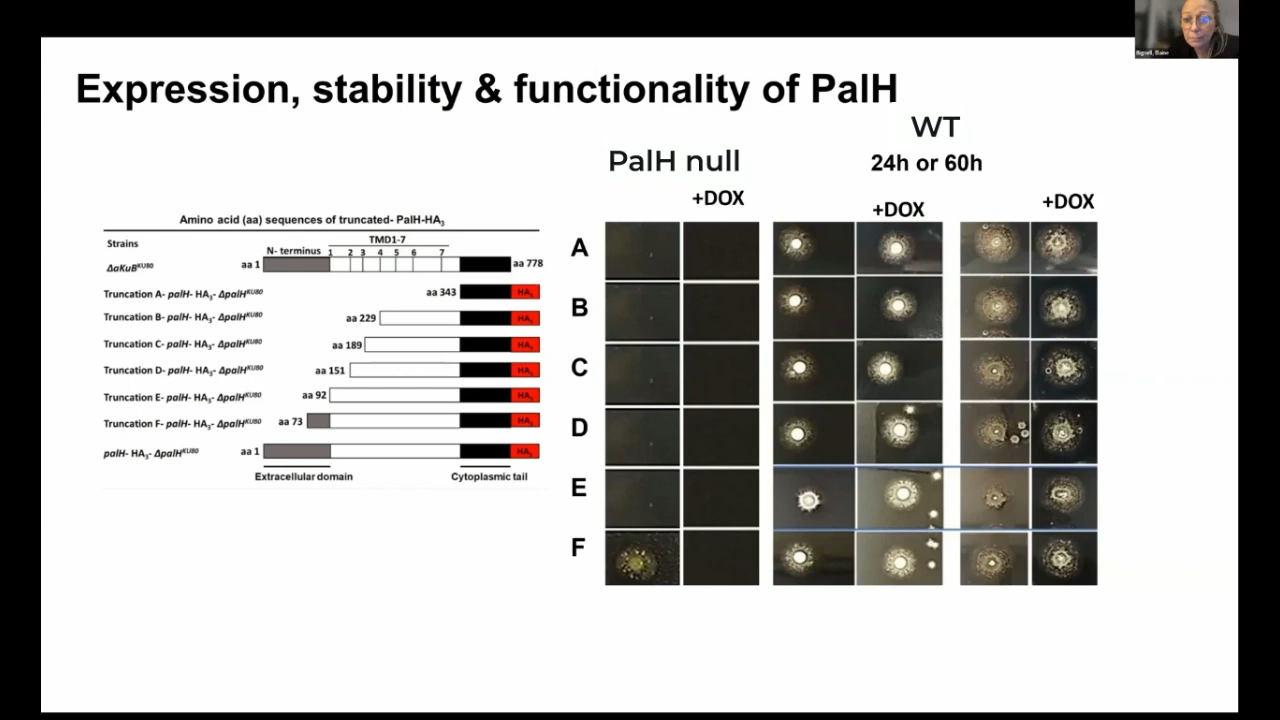 Bignell, Elaine
Expression, stability & functionality of PalH
WT
PalH null
24h or 60h
+DOX
+DOX
+DOX
Amino acid (aa) sequences of truncated- PalH-HA3
Strains
TMD1-7
N- terminus
1 2 3 4 5 6 7
ΔaKuB^KU80
aa 1
aa 778
Truncation A- palH- HA3- ΔpalH^KU80
aa 343
HA3
Truncation B- palH- HA3- ΔpalH^KU80
aa 229
HA3
Truncation C- palH- HA3- ΔpalH^KU80
aa 189
HA3
Truncation D- palH- HA3- ΔpalH^KU80
aa 151
HA3
Truncation E- palH- HA3- ΔpalH^KU80
aa 92
HA3
Truncation F- palH- HA3- ΔpalH^KU80
aa 73
HA3
palH- HA3- ΔpalH^KU80
aa 1
HA3
Extracellular domain
Cytoplasmic tail
A
B
C
D
E
F